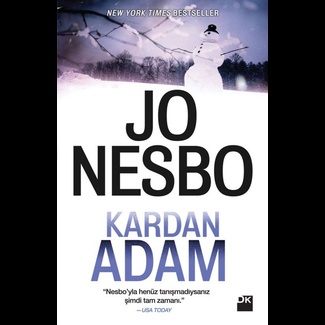 NEW YORK TIMES BESTSELLER
JO
NESBO
KARDAN
ADAM
“Nesbo’yla henüz tanışmadıysanız
şimdi tam zamanı.”
—USA TODAY
DK